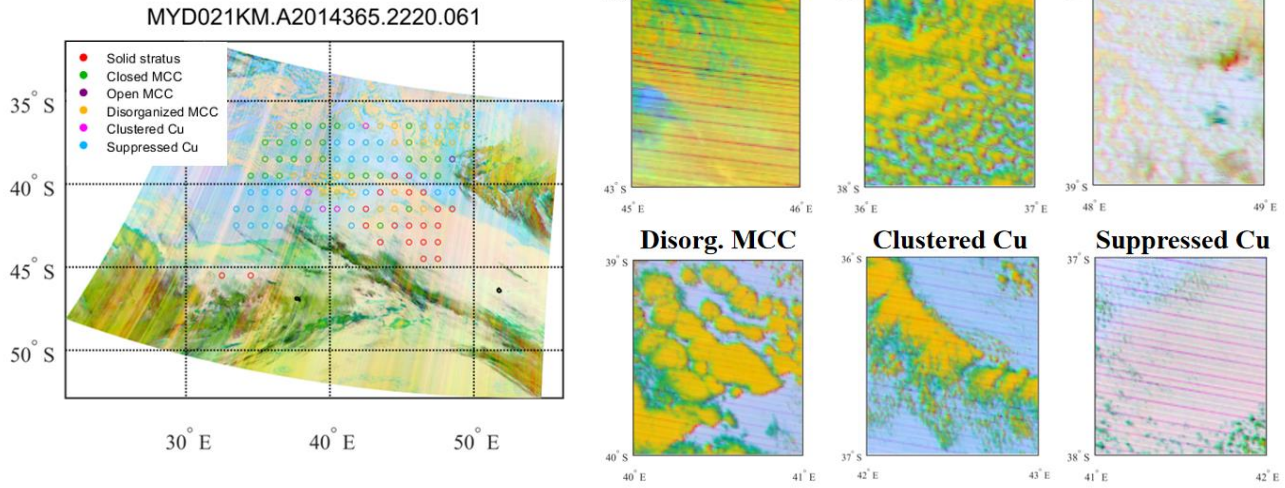 MYD021KM.A2014365.2220.061
Solid stratus
Closed MCC
Open MCC
Disorganized MCC
Clustered Cu
Suppressed Cu
35° S
40° S
45° S
50° S
30° E
40° E
50° E
43° S
45° E
46° E
38° S
36° E
37° E
39° S
48° E
49° E
Disorg. MCC
Clustered Cu
Suppressed Cu
39° S
40° S
40° E
41° E
36° S
37° S
42° E
43° E
37° S
38° S
41° E
42° E